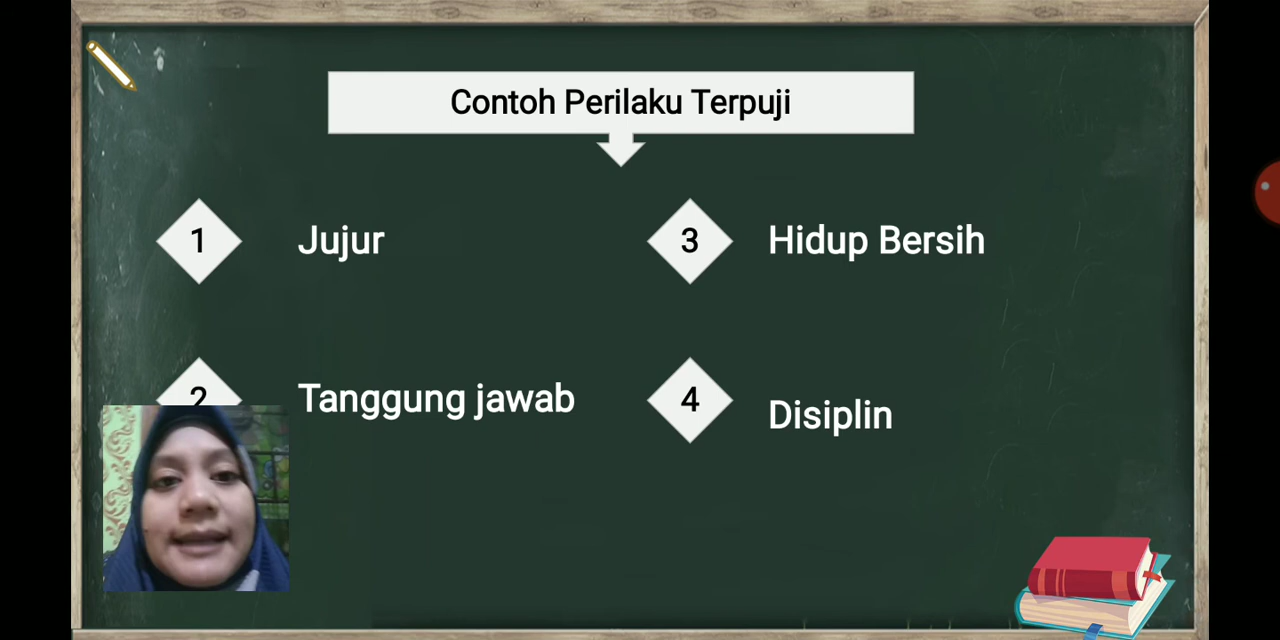 Contoh Perilaku Terpuji
1 Jujur
2 Tanggung jawab
3 Hidup Bersih
4 Disiplin